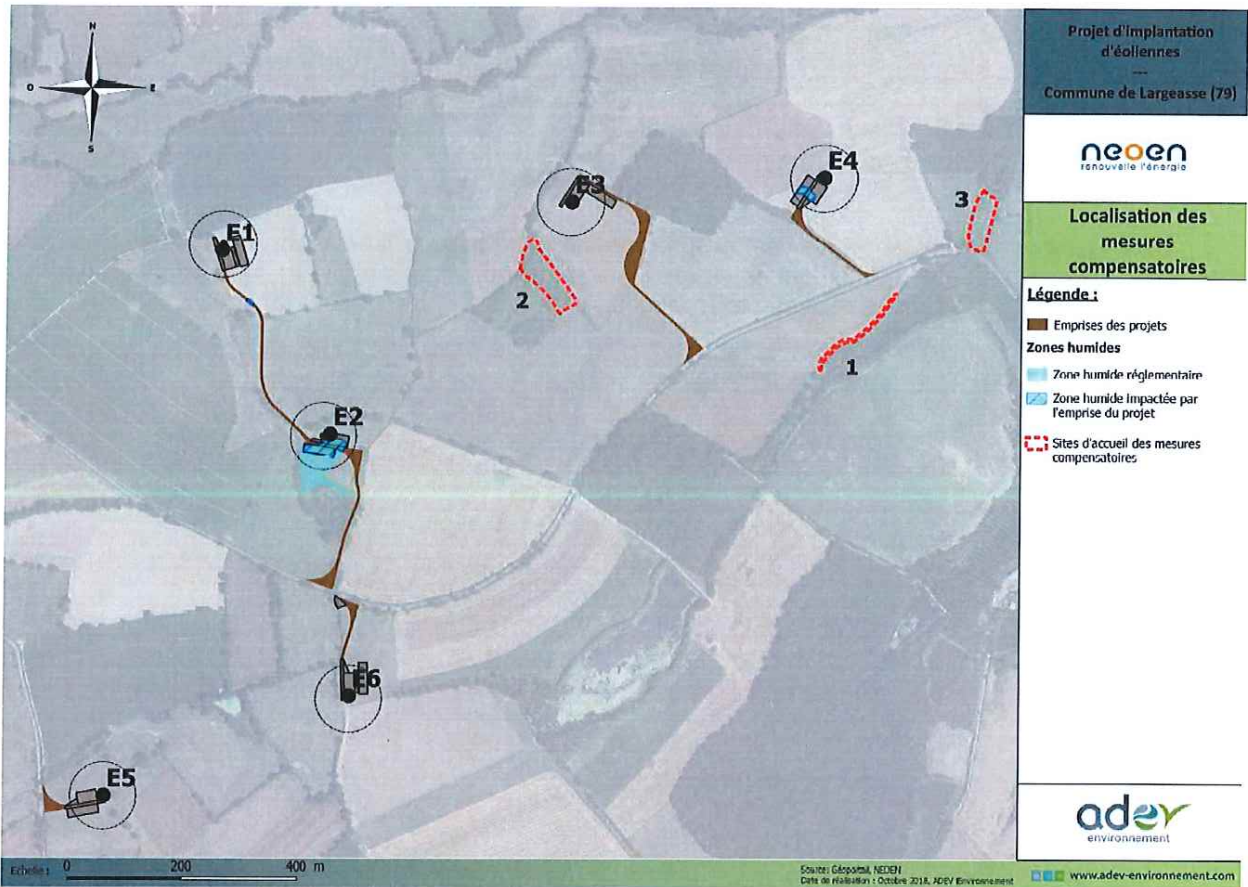 Projet d'implantation
d'éoliennes
---
Commune de Largeasse (79)
neoen
renouvelle l'énergie
Localisation des
mesures
compensatoires
Légende :
Emprises des projets
Zones humides
Zone humide réglementaire
Zone humide impactée par
l'emprise du projet
Sites d'accueil des mesures
compensatoires
N
O
E
S
E1
E2
E3
E4
E5
E6
1
2
3
Echelle :
0
200
400 m
Source: Géoportail, NEOEN
Date de réalisation : Octobre 2018, ADEV Environnement
adev
environnement
www.adev-environnement.com